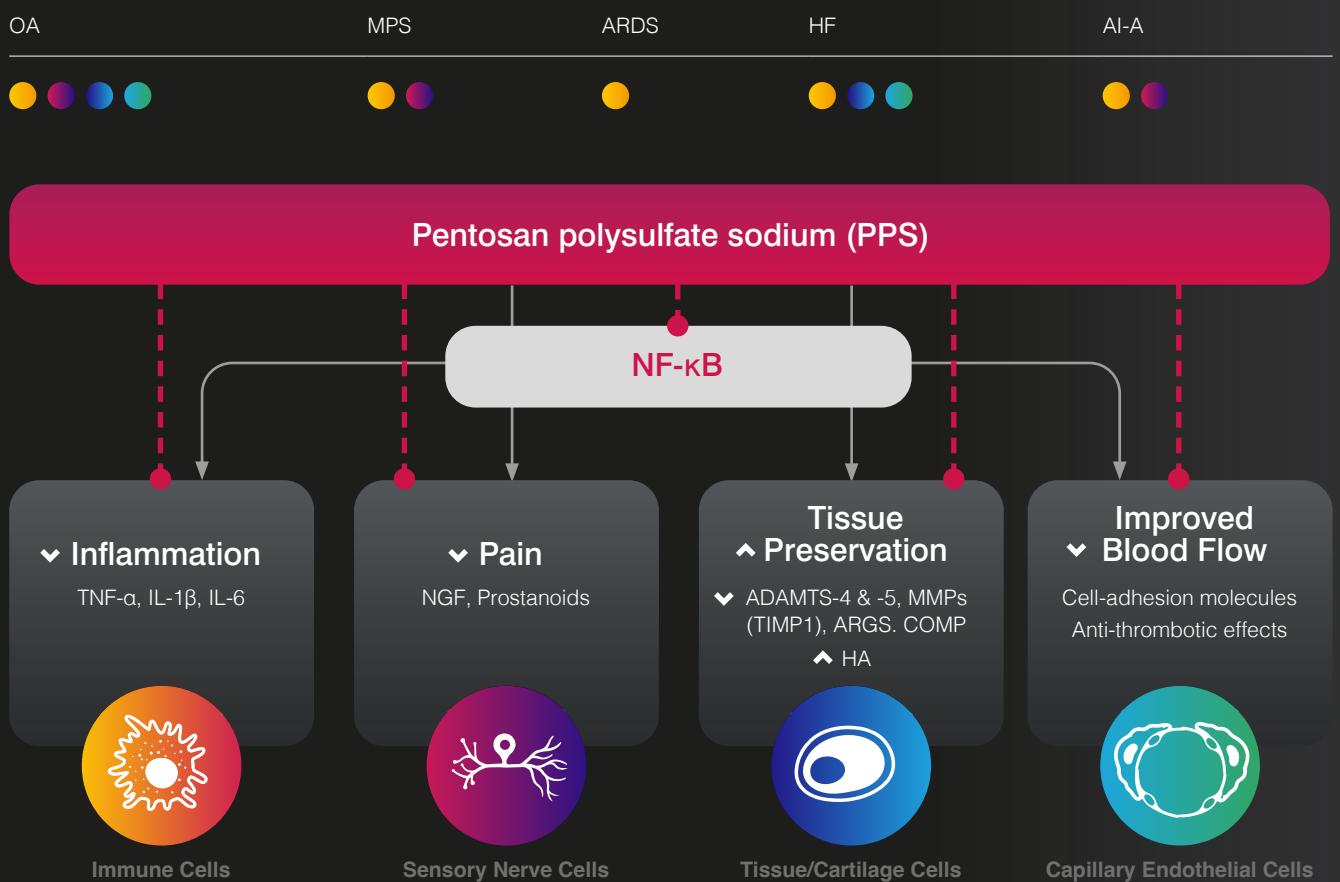 OA
MPS
ARDS
HF
AI-A
Pentosan polysulfate sodium (PPS)
NF-κB
Inflammation
TNF-α, IL-1β, IL-6
Immune Cells
Pain
NGF, Prostanoids
Sensory Nerve Cells
Tissue
Preservation
ADAMTS-4 & -5, MMPs
(TIMP1), ARGS. COMP
HA
Tissue/Cartilage Cells
Improved
Blood Flow
Cell-adhesion molecules
Anti-thrombotic effects
Capillary Endothelial Cells